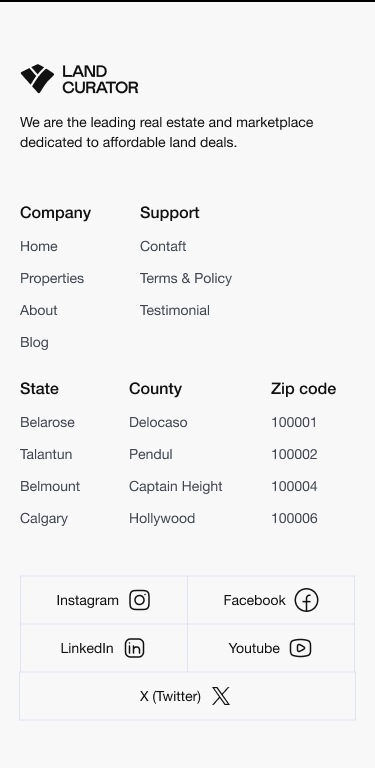 LAND
CURATOR
We are the leading real estate and marketplace
dedicated to affordable land deals.
Company
Home
Properties
About
Blog
Support
Contaft
Terms & Policy
Testimonial
State
Belarose
Talantun
Belmount
Calgary
County
Delocaso
Pendul
Captain Height
Hollywood
Zip code
100001
100002
100004
100006
Instagram
Facebook
LinkedIn
Youtube
X (Twitter)